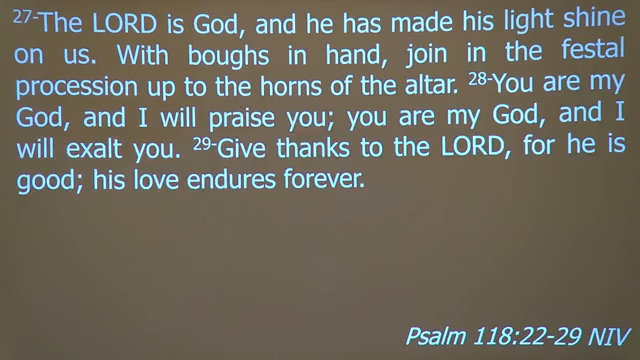 27-The LORD is God, and he has made his light shine
on us. With boughs in hand, join in the festal
procession up to the horns of the altar. 28-You are my
God, and I will praise you; you are my God, and I
will exalt you. 29-Give thanks to the LORD, for he is
good; his love endures forever.
Psalm 118:22-29 NIV